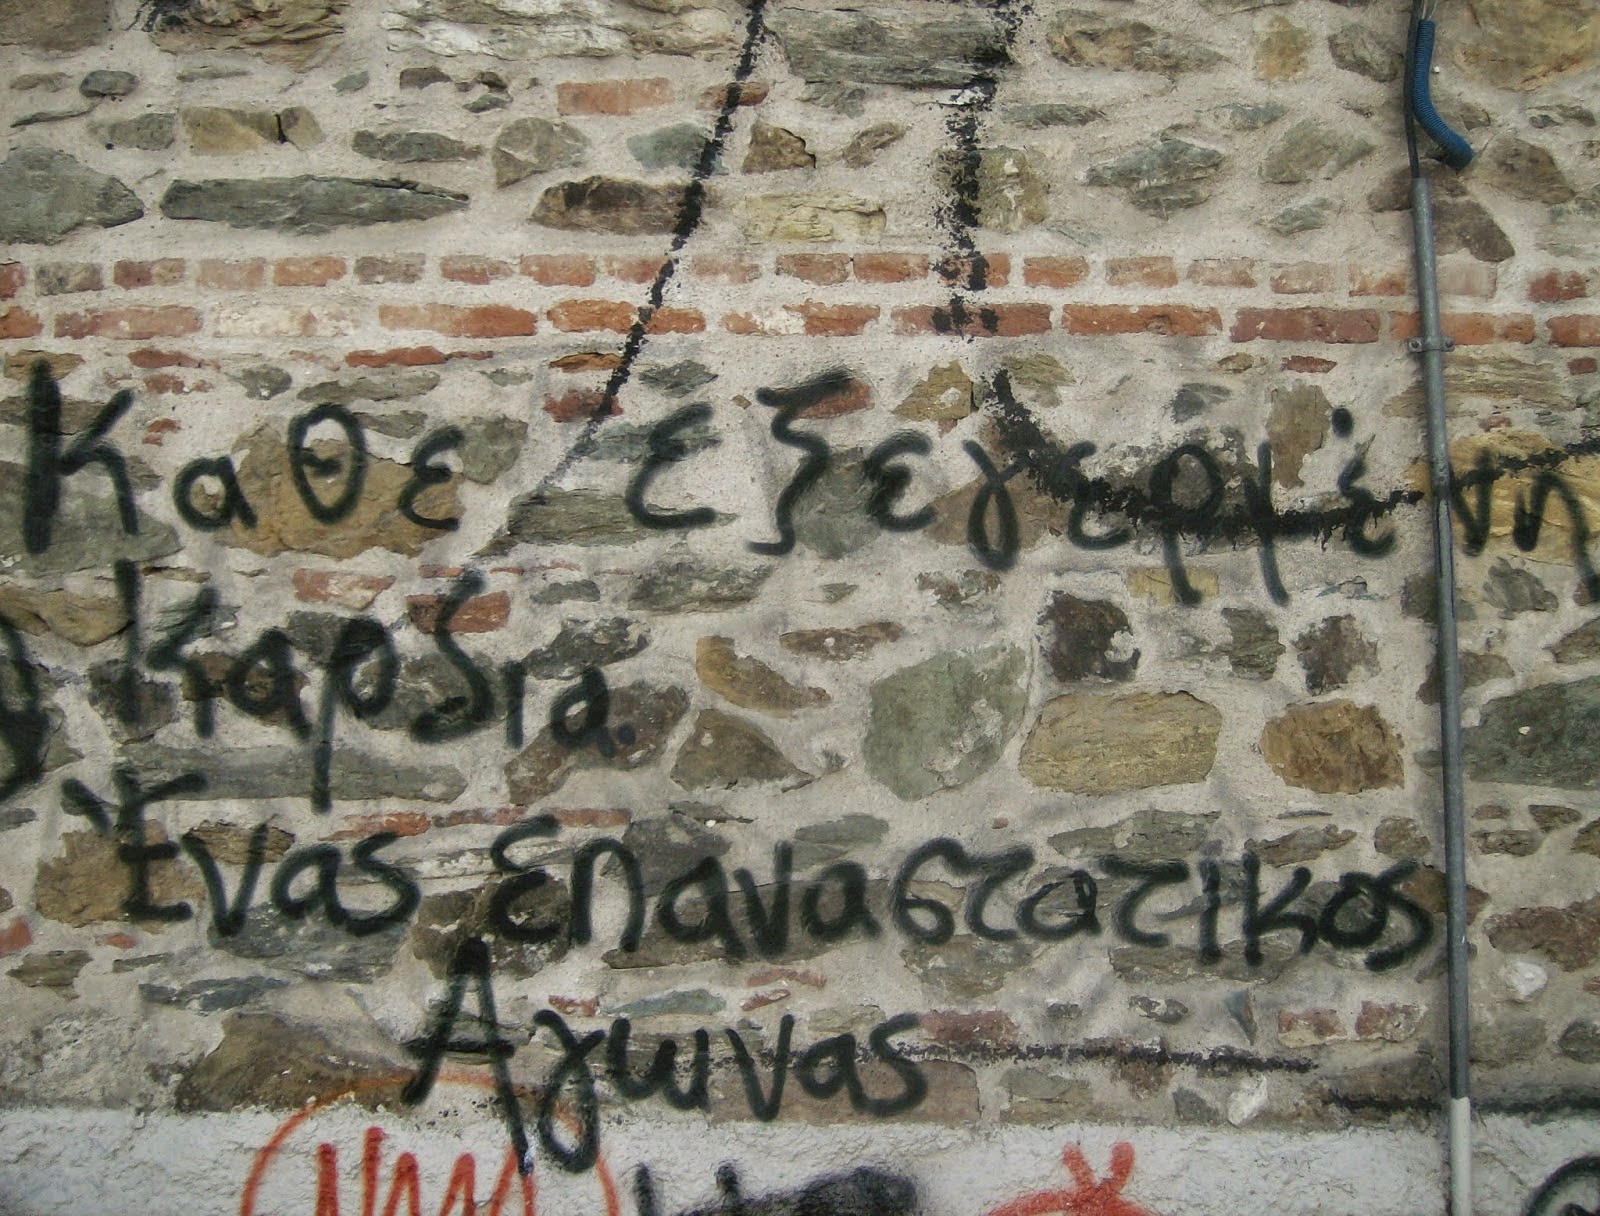 Καθε εξεγερμένη
Καρδια.
Ένας επαναστατικος
Αγωνας